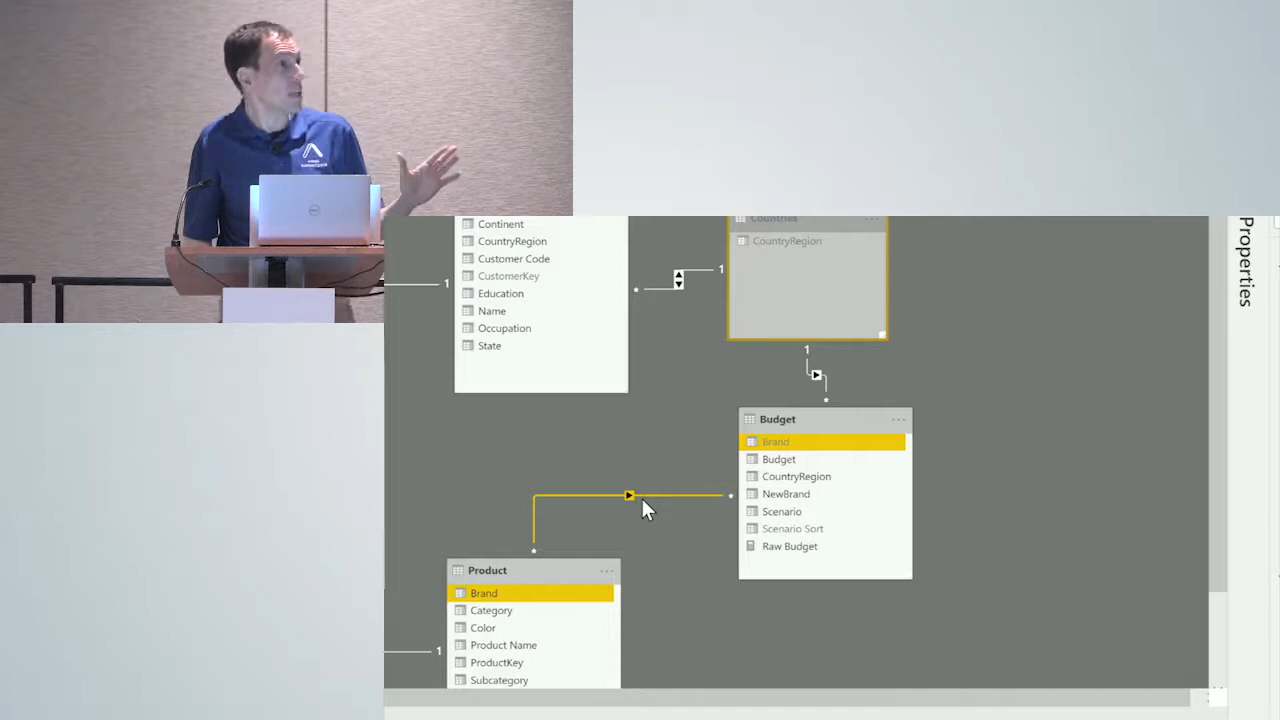 Continent
CountryRegion
Customer Code
CustomerKey
Education
Name
Occupation
State
1
*
1
Countries
CountryRegion
1
*
Budget
Brand
Budget
CountryRegion
NewBrand
Scenario
Scenario Sort
Raw Budget
*
*
Product
Brand
Category
Color
Product Name
ProductKey
Subcategory
1
Properties
DELL